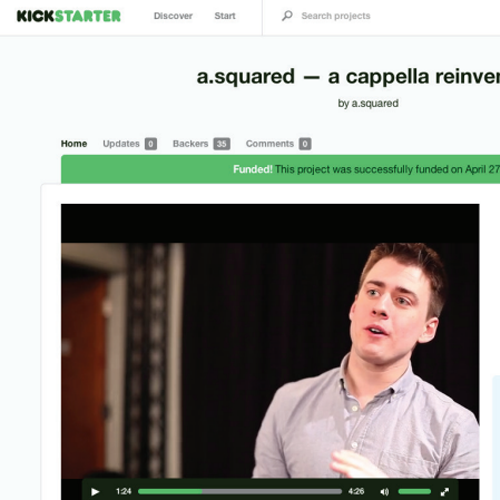 KICKSTARTER Discover Start Search projects
a.squared — a cappella reinve
by a.squared
Home Updates 0 Backers 35 Comments 0
Funded! This project was successfully funded on April 27
1:24 4:26